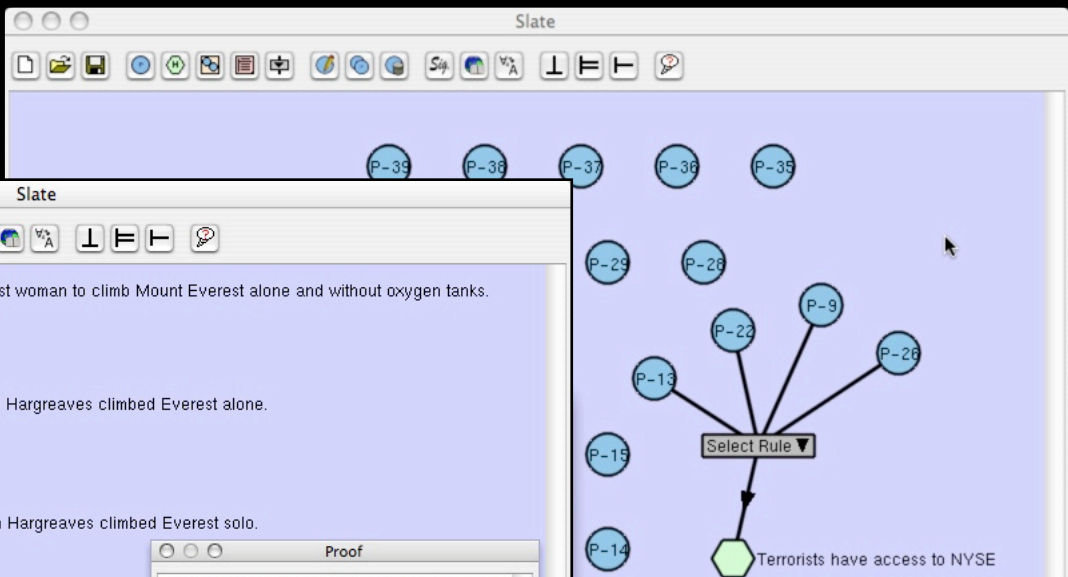 Slate
Sig
P-39 P-38 P-37 P-36 P-35
Slate
P-29 P-28
st woman to climb Mount Everest alone and without oxygen tanks.
P-9
P-22
P-26
P-13
Hargreaves climbed Everest alone.
Select Rule ▼
P-15
Hargreaves climbed Everest solo.
Proof
P-14
Terrorists have access to NYSE